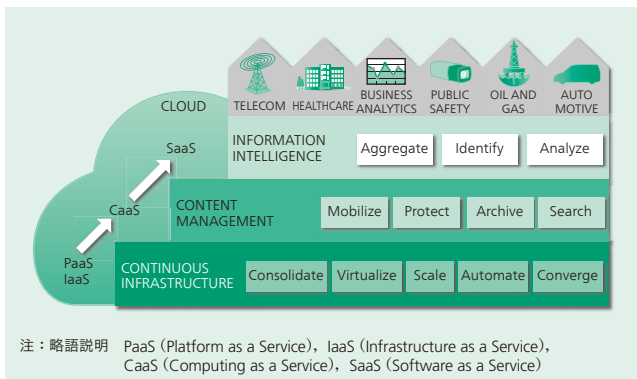 CLOUD
TELECOM
HEALTHCARE
BUSINESS
ANALYTICS
PUBLIC
SAFETY
OIL AND
GAS
AUTO
MOTIVE
SaaS
INFORMATION
INTELLIGENCE
Aggregate
Identify
Analyze
CaaS
CONTENT
MANAGEMENT
Mobilize
Protect
Archive
Search
PaaS
IaaS
CONTINUOUS
INFRASTRUCTURE
Consolidate
Virtualize
Scale
Automate
Converge
注：略語説明　PaaS（Platform as a Service），IaaS（Infrastructure as a Service），
CaaS（Computing as a Service），SaaS（Software as a Service）